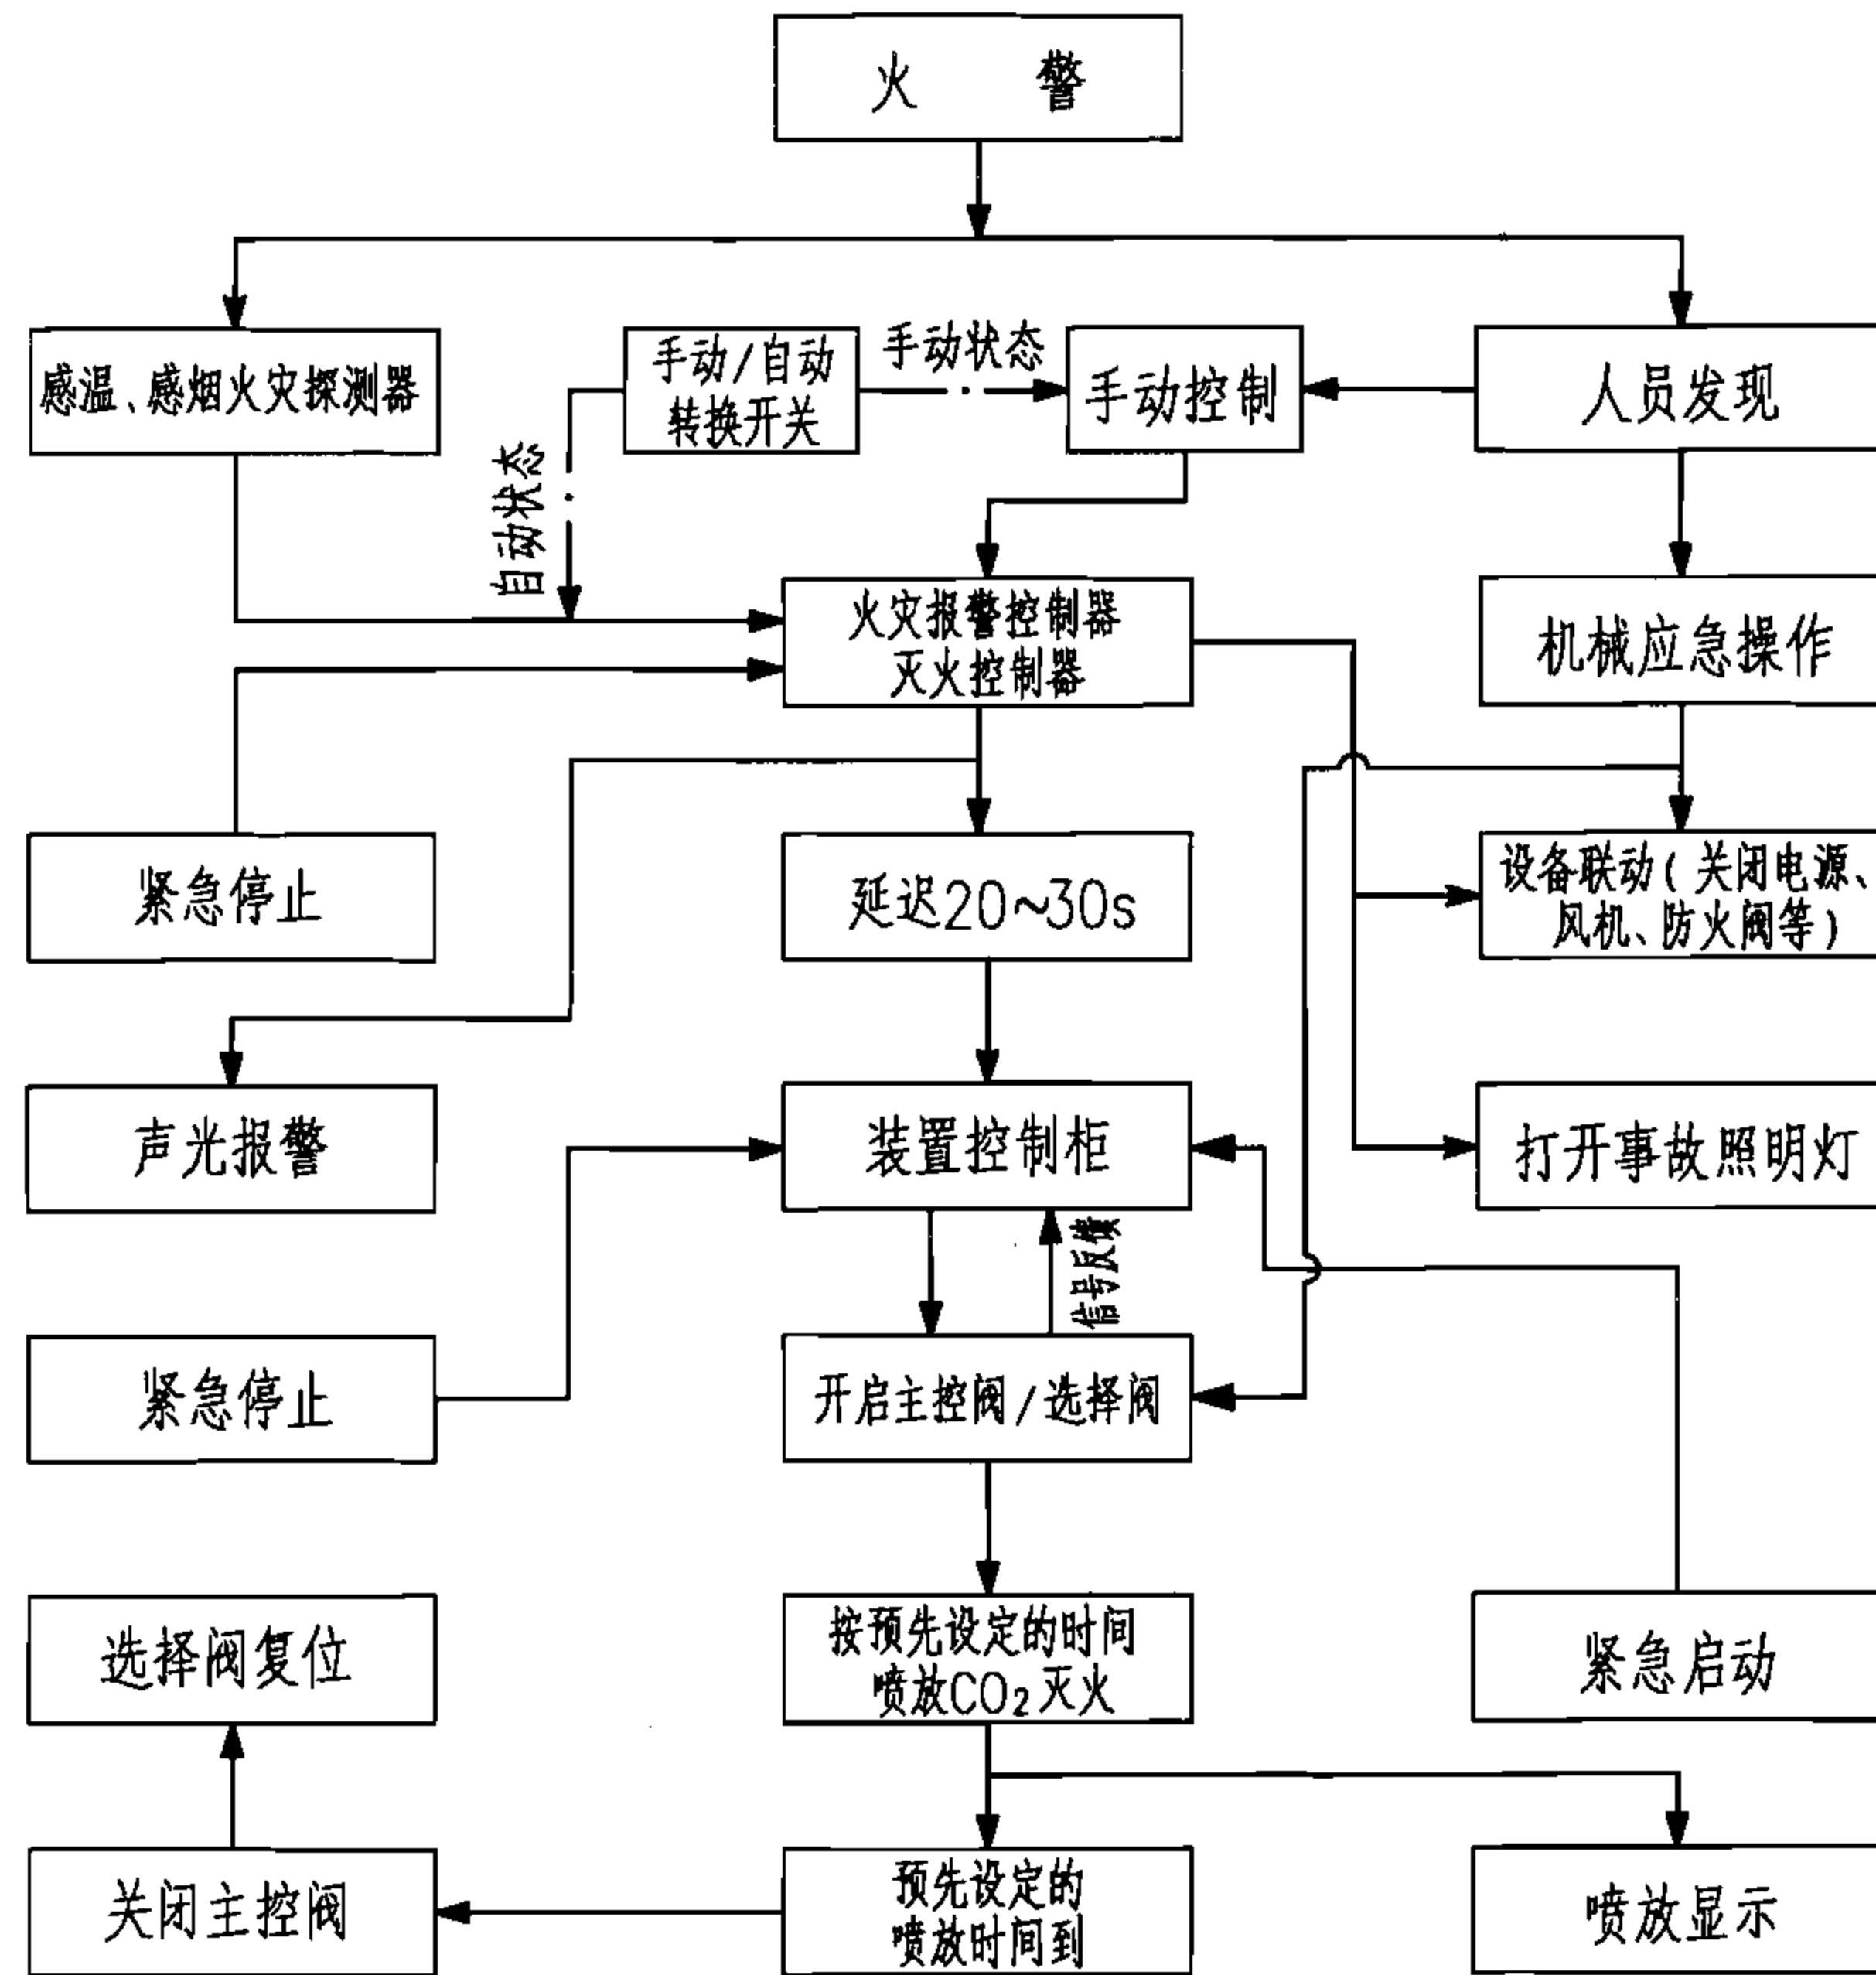 火 警
感温、感烟火灾探测器
手动/自动
转换开关
手动状态
手动控制
人员发现
自动状态
火灾报警控制器
灭火控制器
机械应急操作
紧急停止
延迟20~30s
设备联动(关闭电源、
风机、防火阀等)
声光报警
装置控制柜
打开事故照明灯
信号反馈
紧急停止
开启主控阀/选择阀
选择阀复位
按预先设定的时间
喷放CO₂灭火
紧急启动
关闭主控阀
预先设定的
喷放时间到
喷放显示